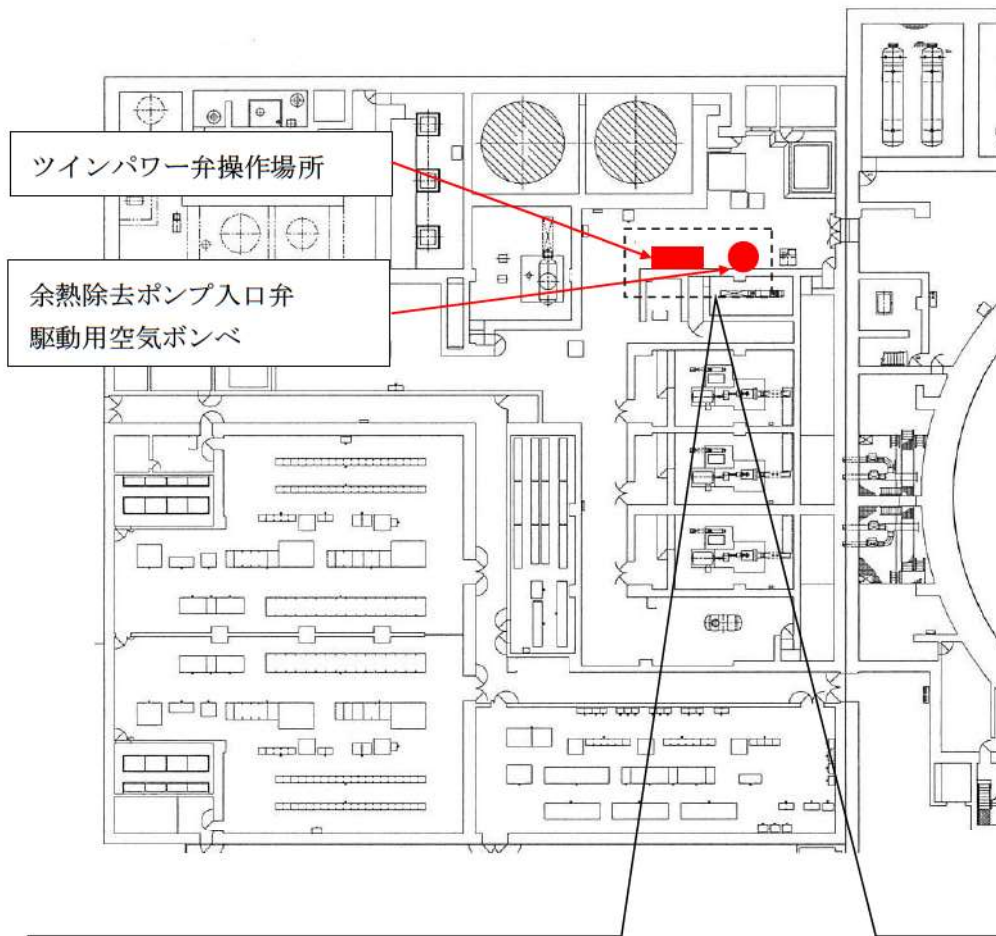 ツインパワー弁操作場所
余熱除去ポンプ入口弁
駆動用空気ボンベ